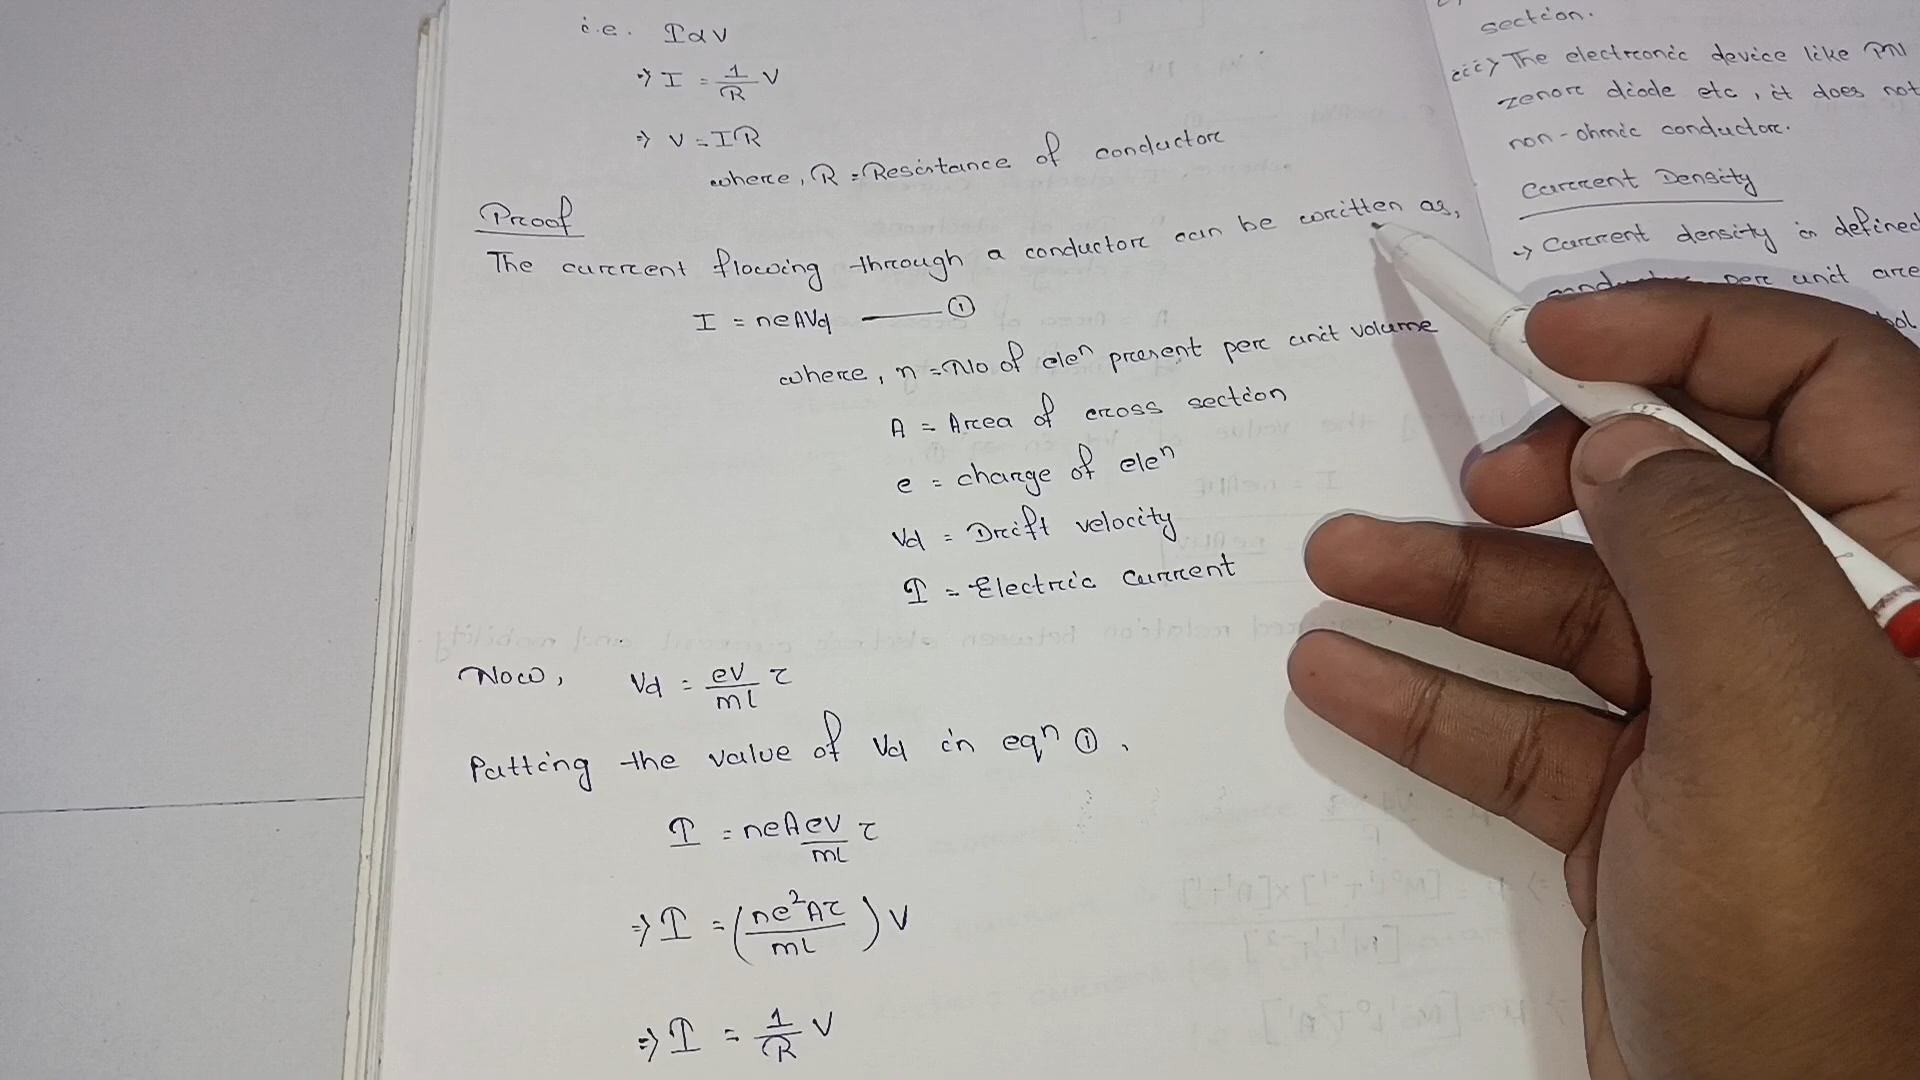 i.e. I α V
⇒ I = 1/R V
⇒ V = IR
where, R = Resistance of conductor
Proof
The current flowing through a conductor can be written as,
I = neAVd ——— ①
where, n = No of eleⁿ present per unit volume
A = Area of cross section
e = charge of eleⁿ
Vd = Drift velocity
I = Electric current
Now, Vd = eV/ml τ
Putting the value of Vd in eqⁿ ①,
I = neA eV/ml τ
⇒ I = (ne²Aτ/ml) V
⇒ I = 1/R V
section.
iii) The electronic device like PN
zenor diode etc, it does not
non-ohmic conductor.
Current Density
→ Current density is defined
per unit are